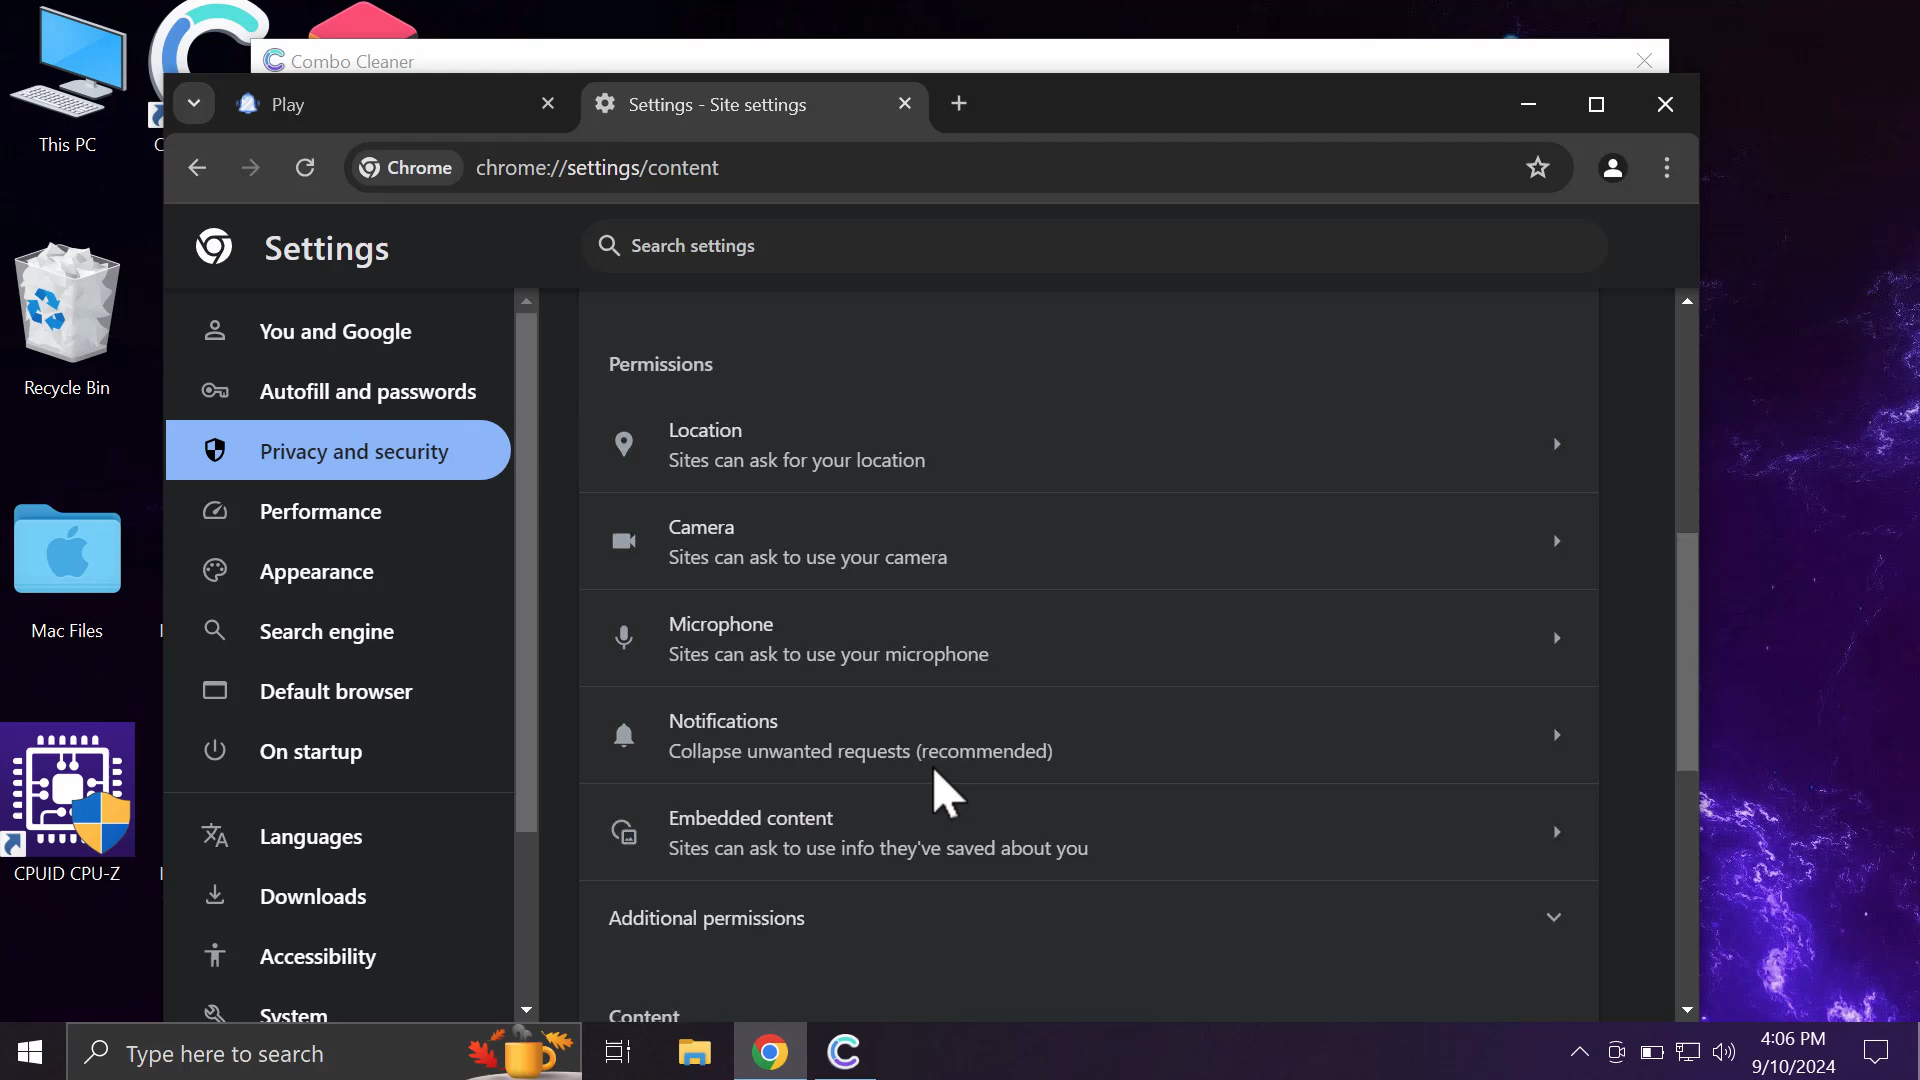 This PC
C
Recycle Bin
Mac Files
CPUID CPU-Z
Combo Cleaner
Play
Settings - Site settings
Chrome
chrome://settings/content
Settings
Search settings
You and Google
Autofill and passwords
Privacy and security
Performance
Appearance
Search engine
Default browser
On startup
Languages
Downloads
Accessibility
System
Permissions
Location
Sites can ask for your location
Camera
Sites can ask to use your camera
Microphone
Sites can ask to use your microphone
Notifications
Collapse unwanted requests (recommended)
Embedded content
Sites can ask to use info they've saved about you
Additional permissions
Content
Type here to search
4:06 PM
9/10/2024